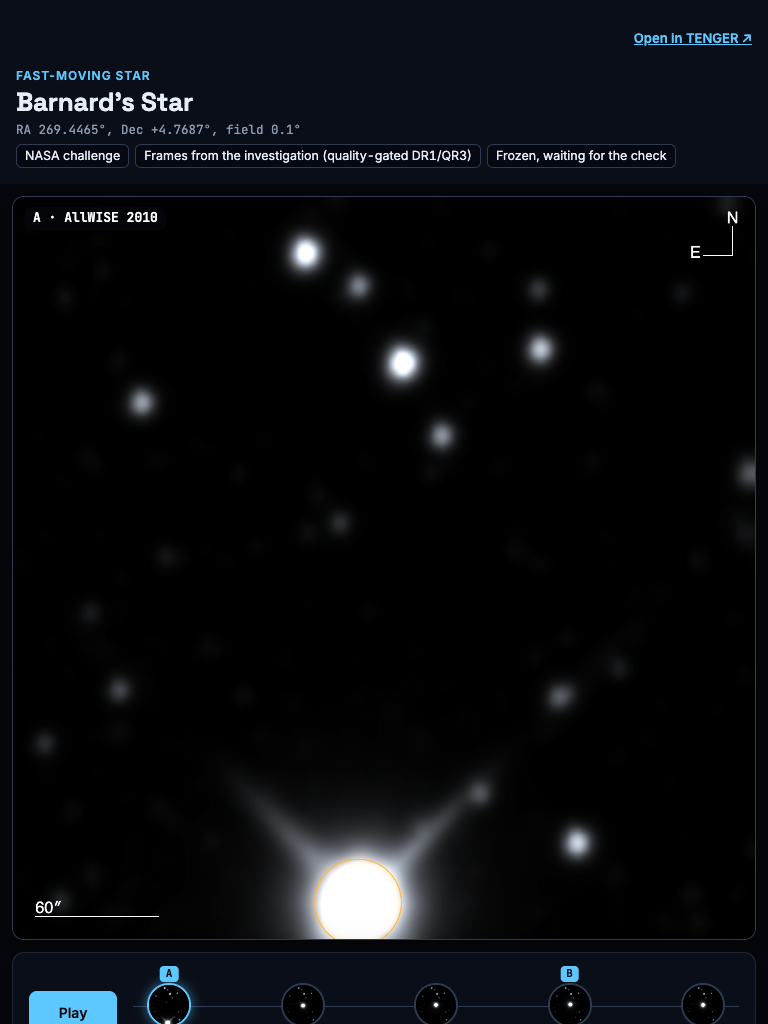 Open in TENGER ↗
FAST-MOVING STAR
Barnard's Star
RA 269.4465°, Dec +4.7687°, field 0.1°
NASA challenge
Frames from the investigation (quality-gated DR1/QR3)
Frozen, waiting for the check
A · AllWISE 2010
N
E
60″
A
B
Play